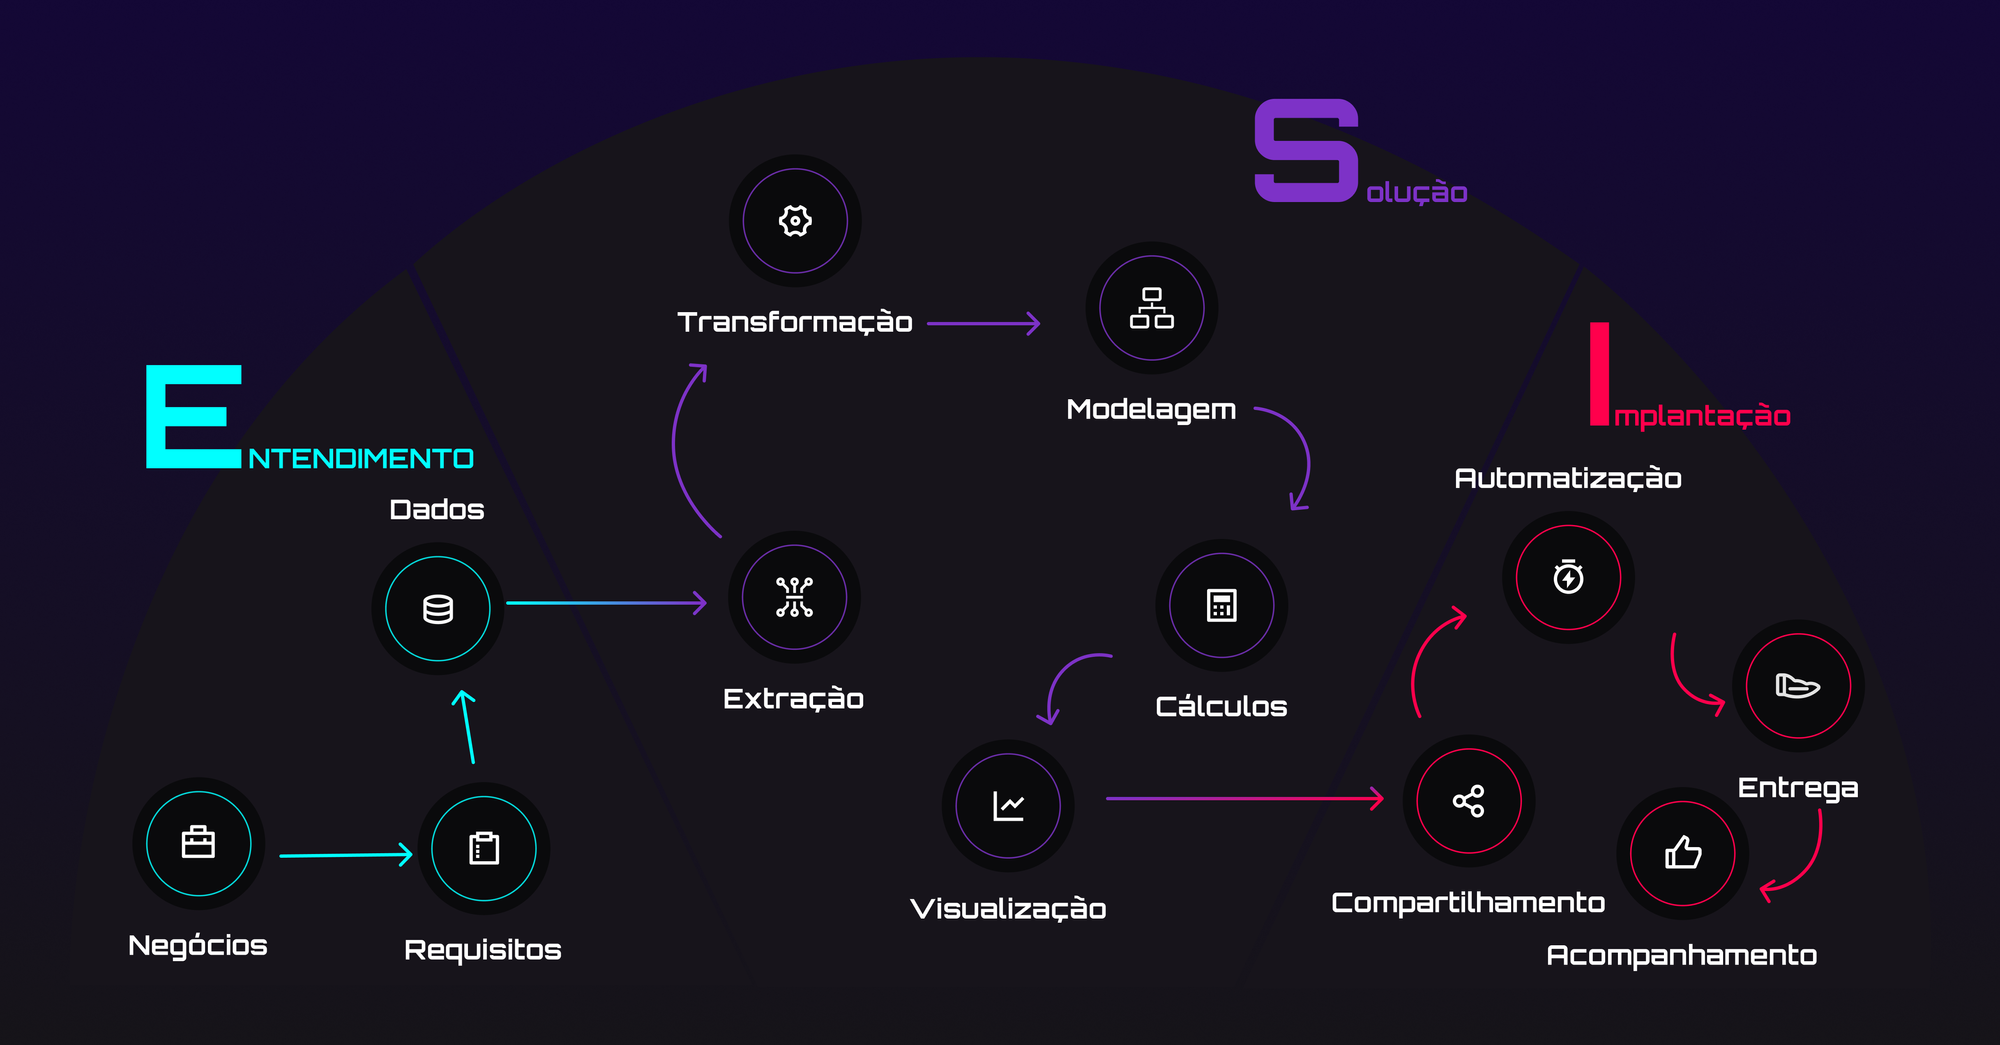 ENTENDIMENTO
Dados
Negócios
Requisitos
Solução
Transformação
Modelagem
Extração
Cálculos
Visualização
Implantação
Automatização
Entrega
Compartilhamento
Acompanhamento